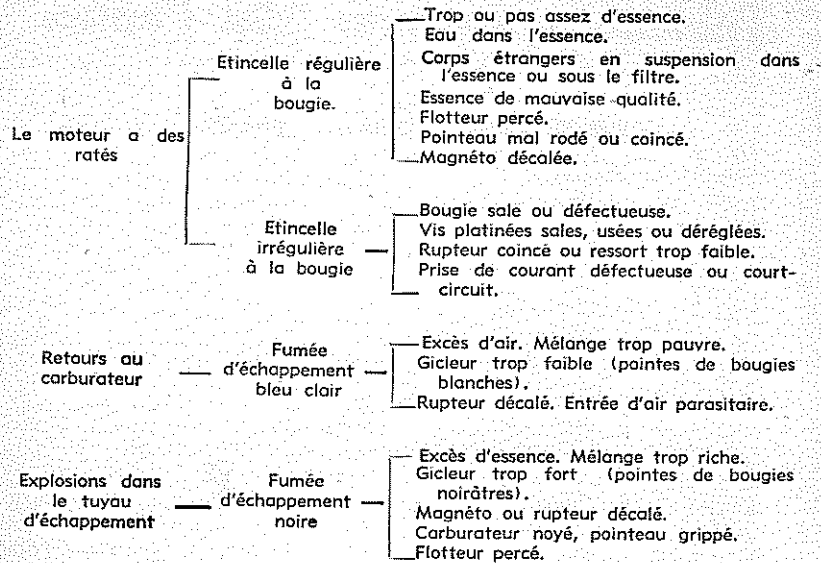 Le moteur a des
ratés
Etincelle régulière
à la
bougie.
Trop ou pas assez d'essence.
Eau dans l'essence.
Corps étrangers en suspension dans
l'essence ou sous le filtre.
Essence de mauvaise qualité.
Flotteur percé.
Pointeau mal rodé ou coincé.
Magnéto décalée.
Etincelle
irrégulière
à la bougie
Bougie sale ou défectueuse.
Vis platinées sales, usées ou déréglées.
Rupteur coincé ou ressort trop faible.
Prise de courant défectueuse ou court-
circuit.
Retours au
carburateur
Fumée
d'échappement
bleu clair
Excès d'air. Mélange trop pauvre.
Gicleur trop faible (pointes de bougies
blanches).
Rupteur décalé. Entrée d'air parasitaire.
Explosions dans
le tuyau
d'échappement
Fumée
d'échappement
noire
Excès d'essence. Mélange trop riche.
Gicleur trop fort (pointes de bougies
noirâtres).
Magnéto ou rupteur décalé.
Carburateur noyé, pointeau grippé.
Flotteur percé.